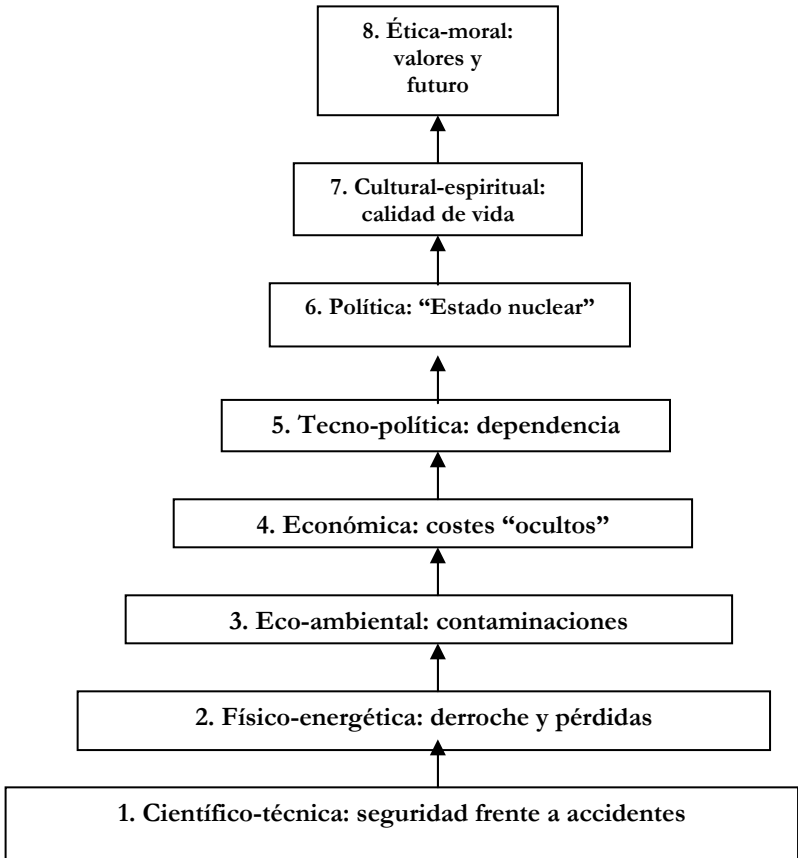 8. Ética-moral:
valores y
futuro
7. Cultural-espiritual:
calidad de vida
6. Política: “Estado nuclear”
5. Tecno-política: dependencia
4. Económica: costes “ocultos”
3. Eco-ambiental: contaminaciones
2. Físico-energética: derroche y pérdidas
1. Científico-técnica: seguridad frente a accidentes